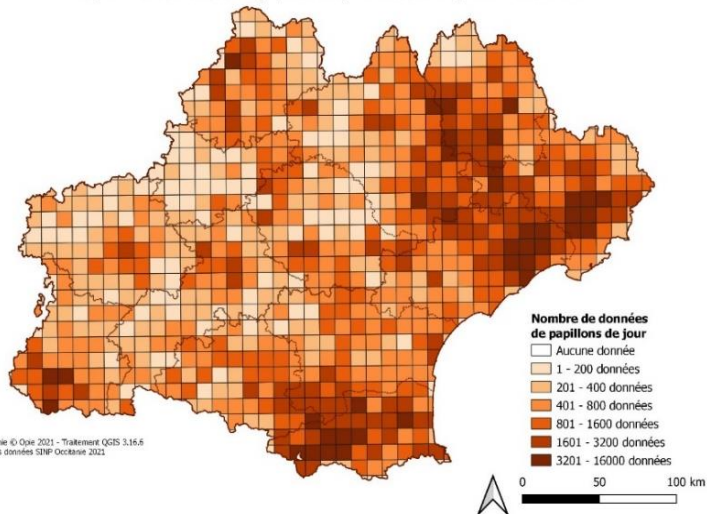 Nombre de données
de papillons de jour
Aucune donnée
1 - 200 données
201 - 400 données
401 - 800 données
801 - 1600 données
1601 - 3200 données
3201 - 16000 données
© Opie 2021 - Traitement QGIS 3.16.6
données SINP Occitanie 2021
0 50 100 km